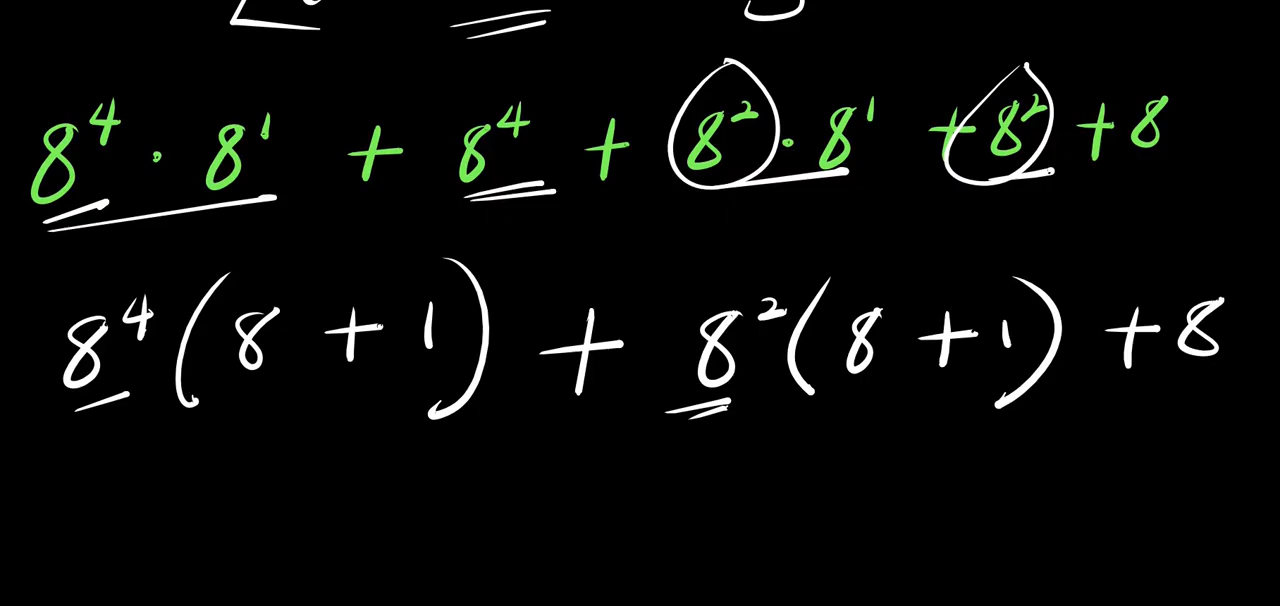 8⁴ · 8¹ + 8⁴ + 8² · 8¹ + 8² + 8
8⁴(8 + 1) + 8²(8 + 1) + 8